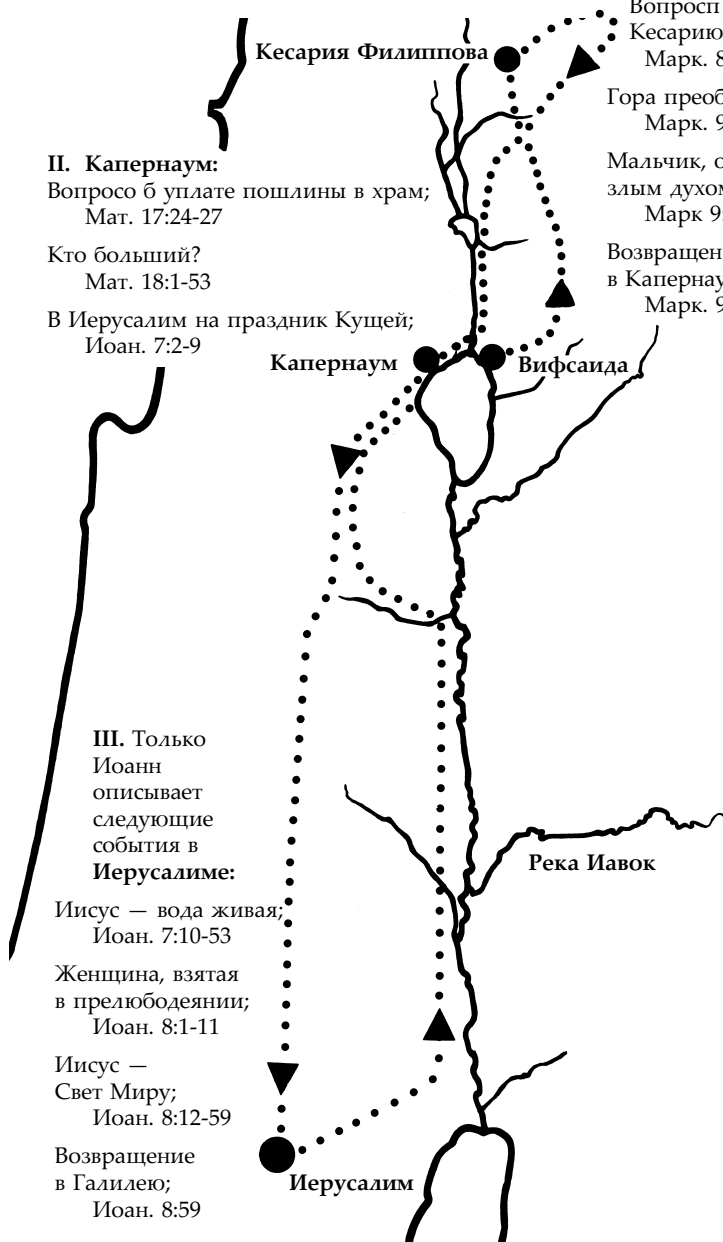 Вопросп
Кесарию
Марк. 8
Кесария Филиппова
Гора преоб
Марк. 9
Мальчик, о
злым духом
Марк 9:
Возвращен
в Капернау
Марк. 9
II. Капернаум:
Вопросо б уплате пошлины в храм;
Мат. 17:24-27
Кто больший?
Мат. 18:1-53
В Иерусалим на праздник Кущей;
Иоан. 7:2-9
Капернаум
Вифсаида
III. Только
Иоанн
описывает
следующие
события в
Иерусалиме:
Иисус — вода живая;
Иоан. 7:10-53
Женщина, взятая
в прелюбодеянии;
Иоан. 8:1-11
Иисус —
Свет Миру;
Иоан. 8:12-59
Возвращение
в Галилею;
Иоан. 8:59
Река Иавок
Иерусалим